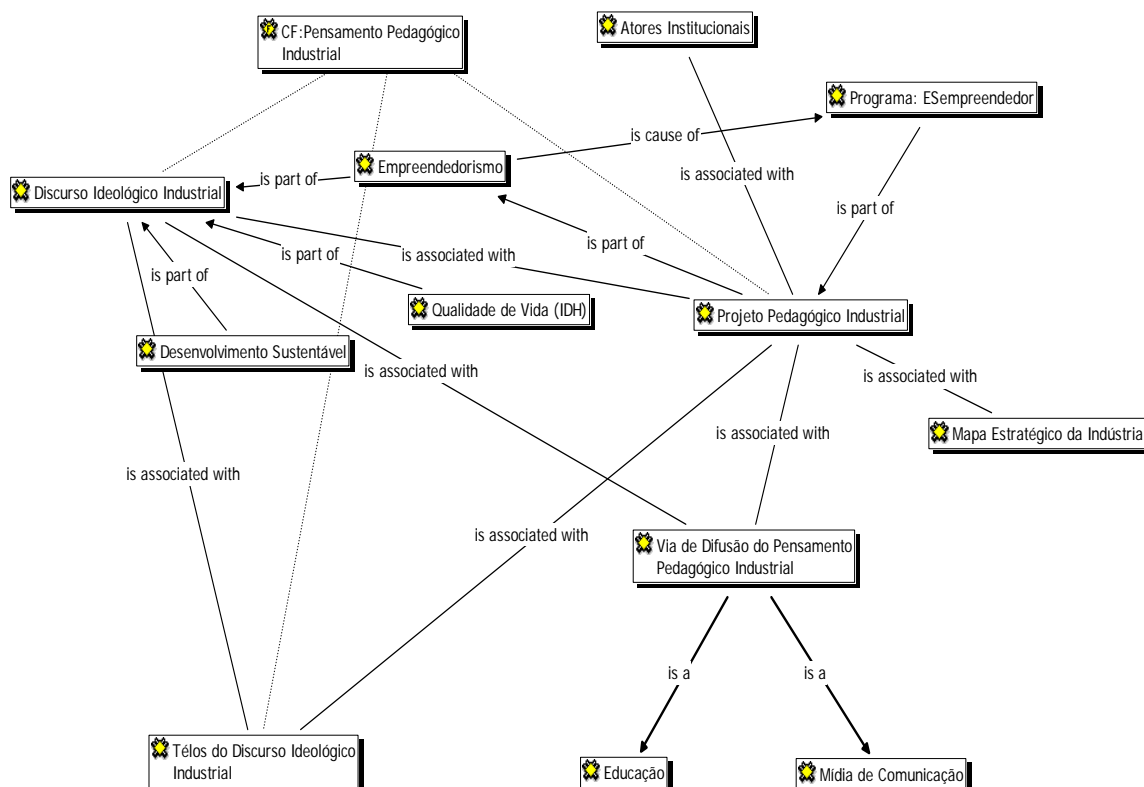 CF:Pensamento Pedagógico
Industrial
Atores Institucionais
Programa: ESempreendedor
is cause of
Empreendedorismo
is associated with
is part of
Discurso Ideológico Industrial
is part of
is part of
is part of
is associated with
is part of
Qualidade de Vida (IDH)
Projeto Pedagógico Industrial
Desenvolvimento Sustentável
is associated with
is associated with
is associated with
Mapa Estratégico da Indústria
is associated with
is associated with
Via de Difusão do Pensamento
Pedagógico Industrial
is a
is a
Télos do Discurso Ideológico
Industrial
Educação
Mídia de Comunicação